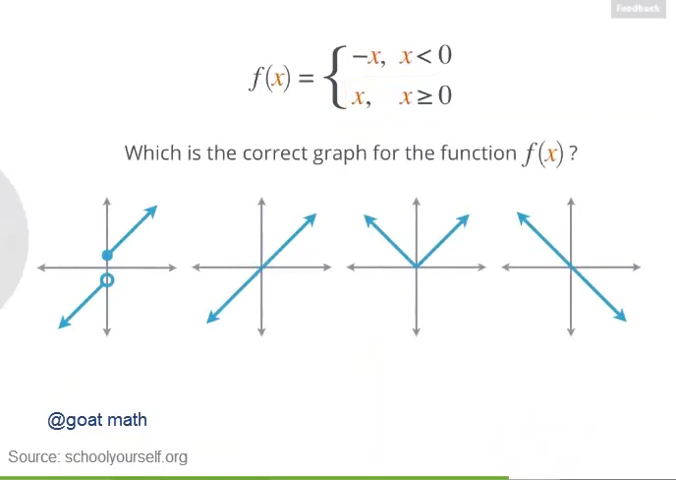 Feedback
f(x) = { −x, x < 0
x, x ≥ 0
Which is the correct graph for the function f(x) ?
@goat math
Source: schoolyourself.org